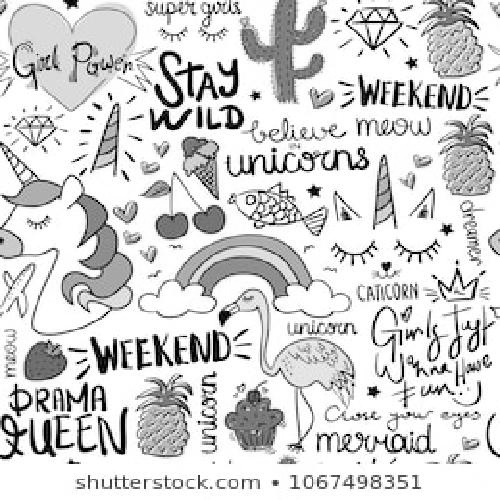 super girls
Girl Power
STAY
WILD
WEEKEND
believe
in
unicorns
meow
dreamer
CATICORN
unicorn
Girls Just
Wanna Have
Fun!
meow
WEEKEND
DRAMA
QUEEN
unicorn
Close your eyes
mermaid
shutterstock.com · 1067498351